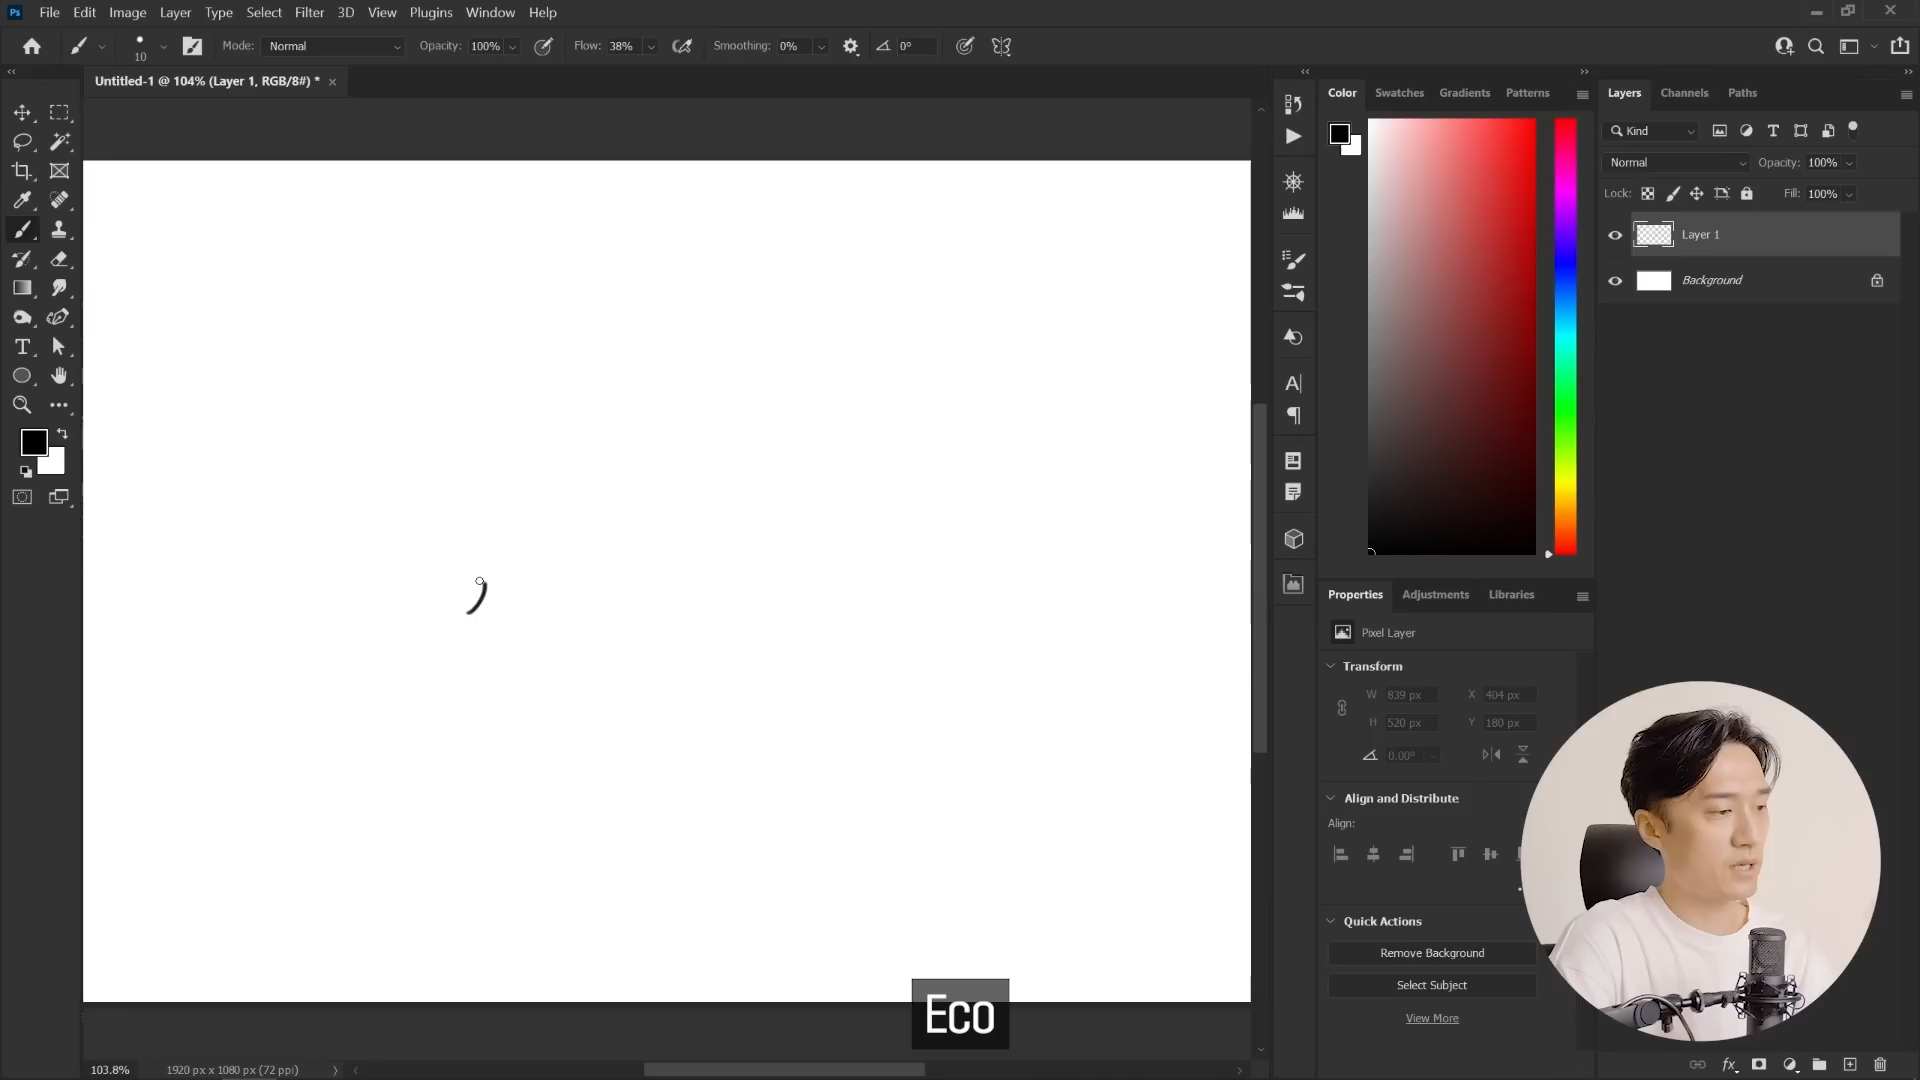 Ps File Edit Image Layer Type Select Filter 3D View Plugins Window Help
10 Mode: Normal Opacity: 100% Flow: 38% Smoothing: 0% 0°
Untitled-1 @ 104% (Layer 1, RGB/8#) * ×
Color Swatches Gradients Patterns
Layers Channels Paths
Kind
Normal Opacity: 100%
Lock: Fill: 100%
Layer 1
Background
Properties Adjustments Libraries
Pixel Layer
Transform
W 839 px X 404 px
H 520 px Y 180 px
0.00°
Align and Distribute
Align:
Quick Actions
Remove Background
Select Subject
View More
Eco
103.8% 1920 px x 1080 px (72 ppi)
fx